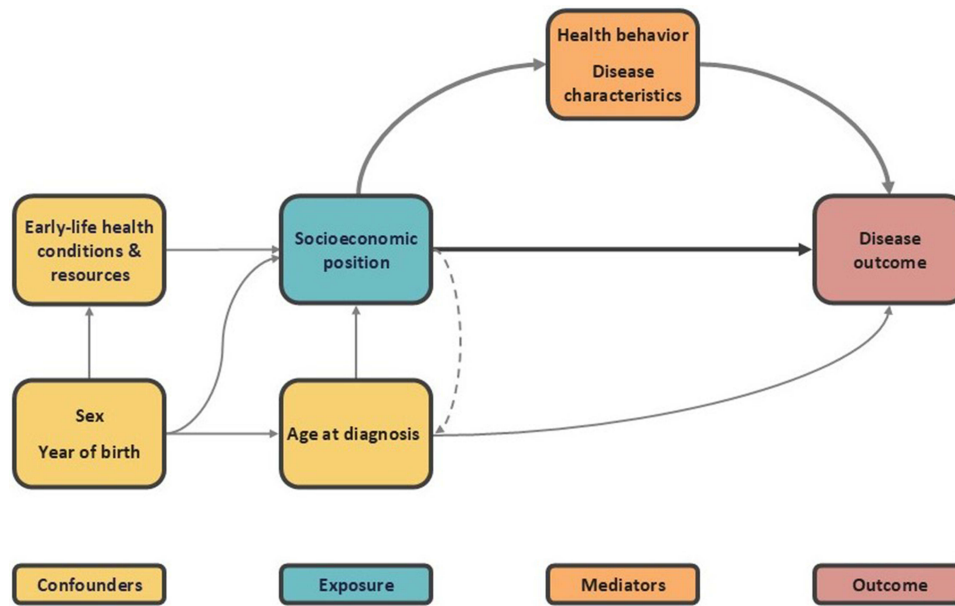 Health behavior
Disease
characteristics
Early-life health
conditions &
resources
Socioeconomic
position
Disease
outcome
Sex
Year of birth
Age at diagnosis
Confounders
Exposure
Mediators
Outcome